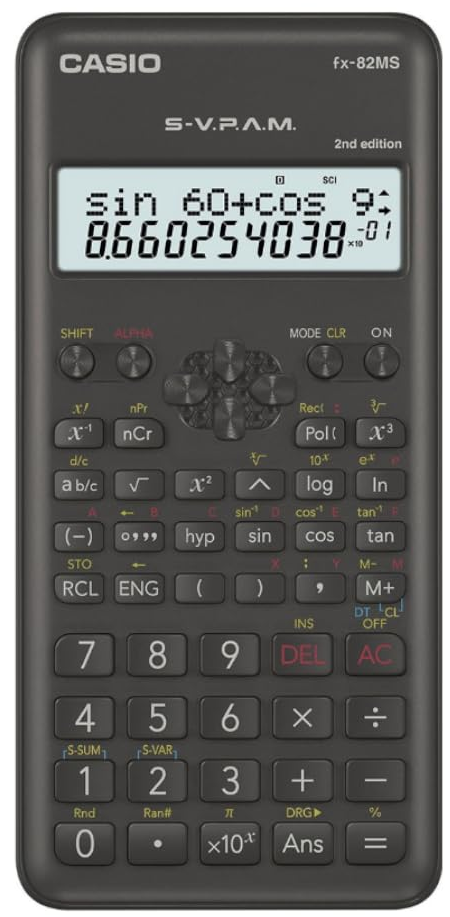 CASIO fx-82MS
S-V.P.A.M.
2nd edition
D SCI
sin 60+cos 9
8.660254038×10-01
SHIFT ALPHA MODE CLR ON
x! nPr Rec( : ³√
x⁻¹ nCr Pol( x³
d/c ˣ√ 10ˣ eˣ P
a b/c √ x² ^ log ln
A ← B C sin⁻¹ D cos⁻¹ E tan⁻¹ F
(−) °,,, hyp sin cos tan
STO ← X ; Y M− M
RCL ENG ( ) , M+
DT CL
INS OFF
7 8 9 DEL AC
4 5 6 × ÷
S-SUM S-VAR
1 2 3 + −
Rnd Ran# π DRG▶ %
0 · ×10ˣ Ans =